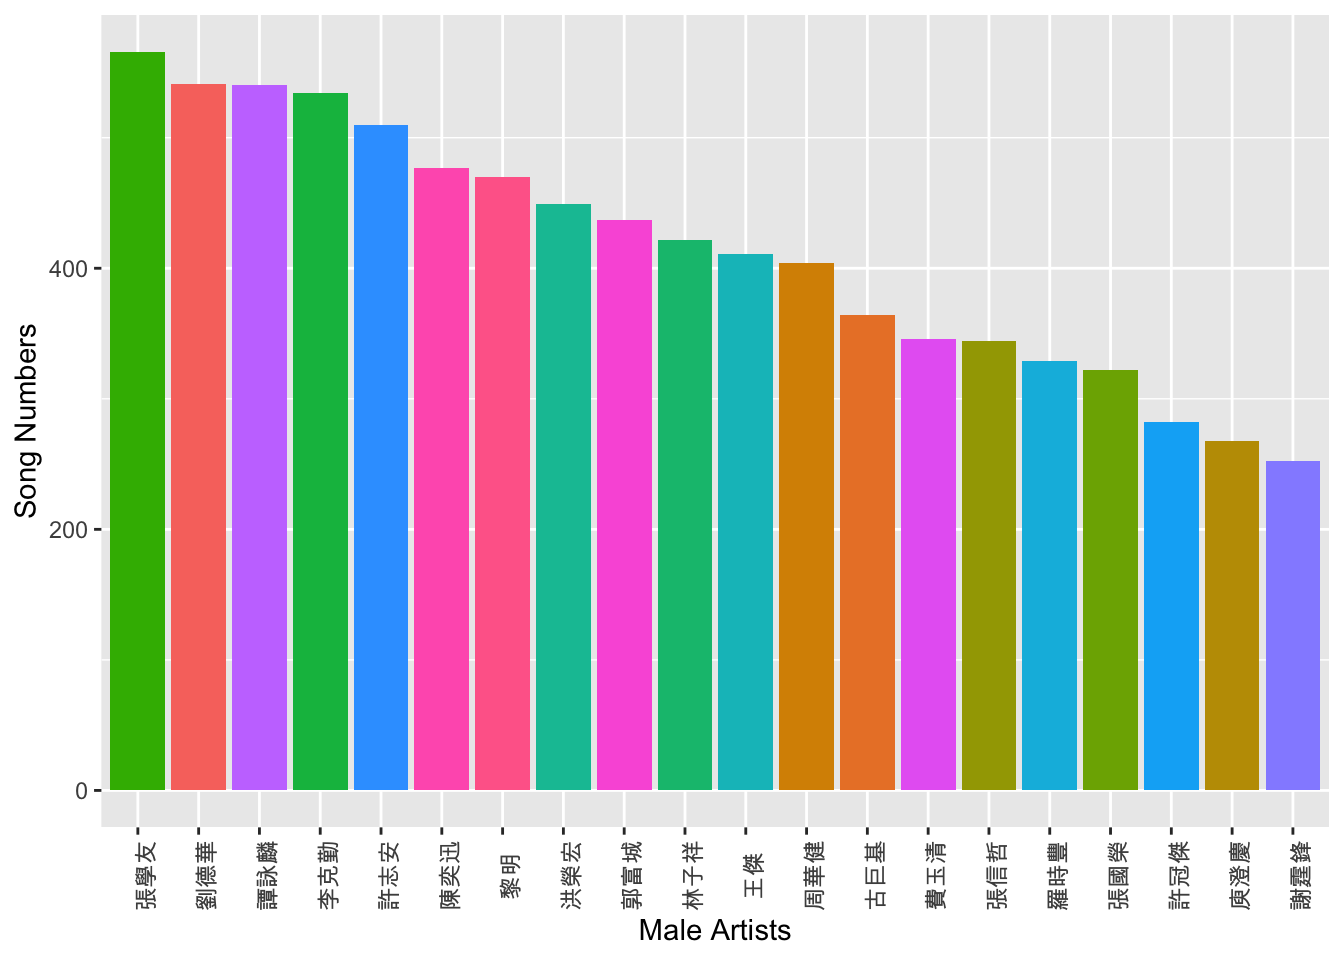 Song Numbers
400
200
0
張學友
劉德華
譚詠麟
李克勤
許志安
陳奕迅
黎明
洪榮宏
郭富城
林子祥
王傑
周華健
古巨基
費玉清
張信哲
羅時豐
張國榮
許冠傑
庾澄慶
謝霆鋒
Male Artists